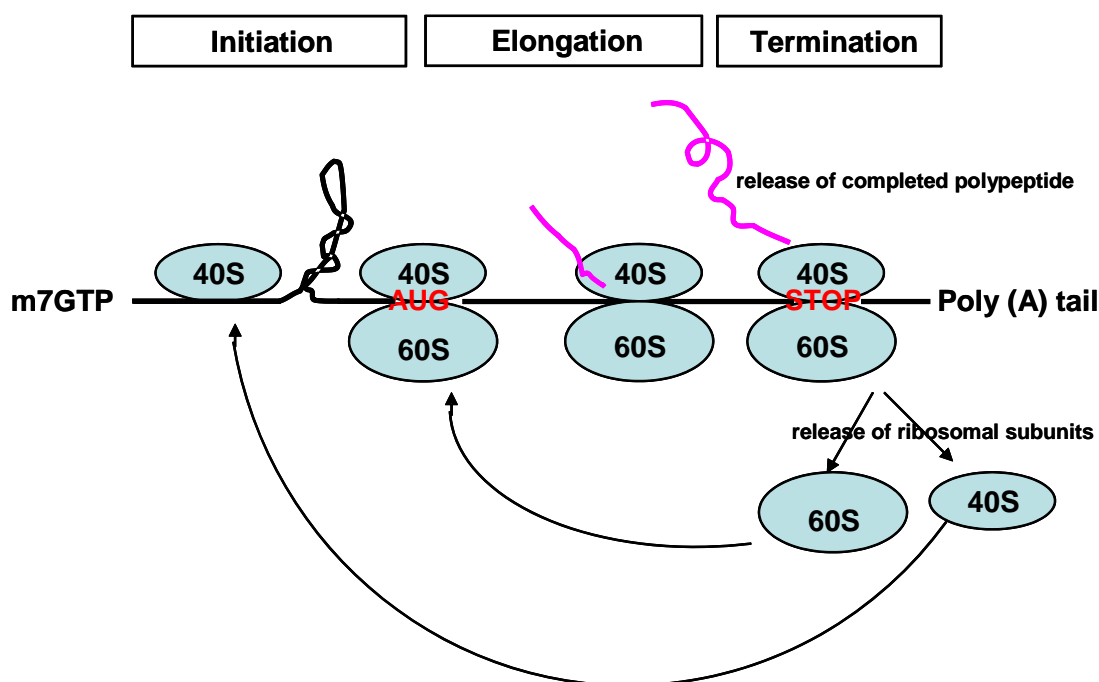 Initiation
Elongation
Termination
release of completed polypeptide
40S
40S
40S
40S
m7GTP
AUG
STOP
Poly (A) tail
60S
60S
60S
release of ribosomal subunits
60S
40S